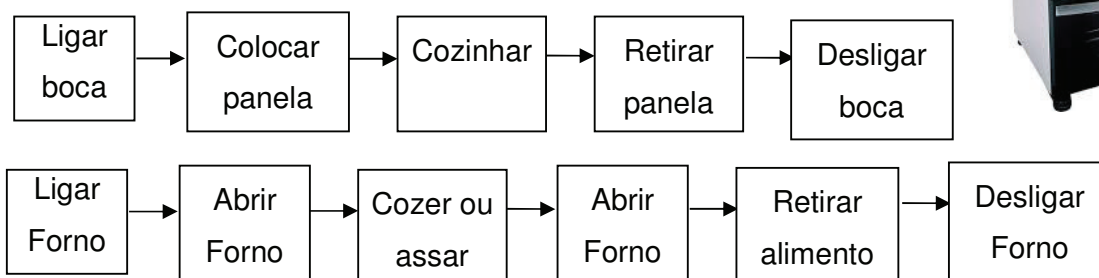 Ligar
boca
Colocar
panela
Cozinhar
Retirar
panela
Desligar
boca
Ligar
Forno
Abrir
Forno
Cozer ou
assar
Abrir
Forno
Retirar
alimento
Desligar
Forno